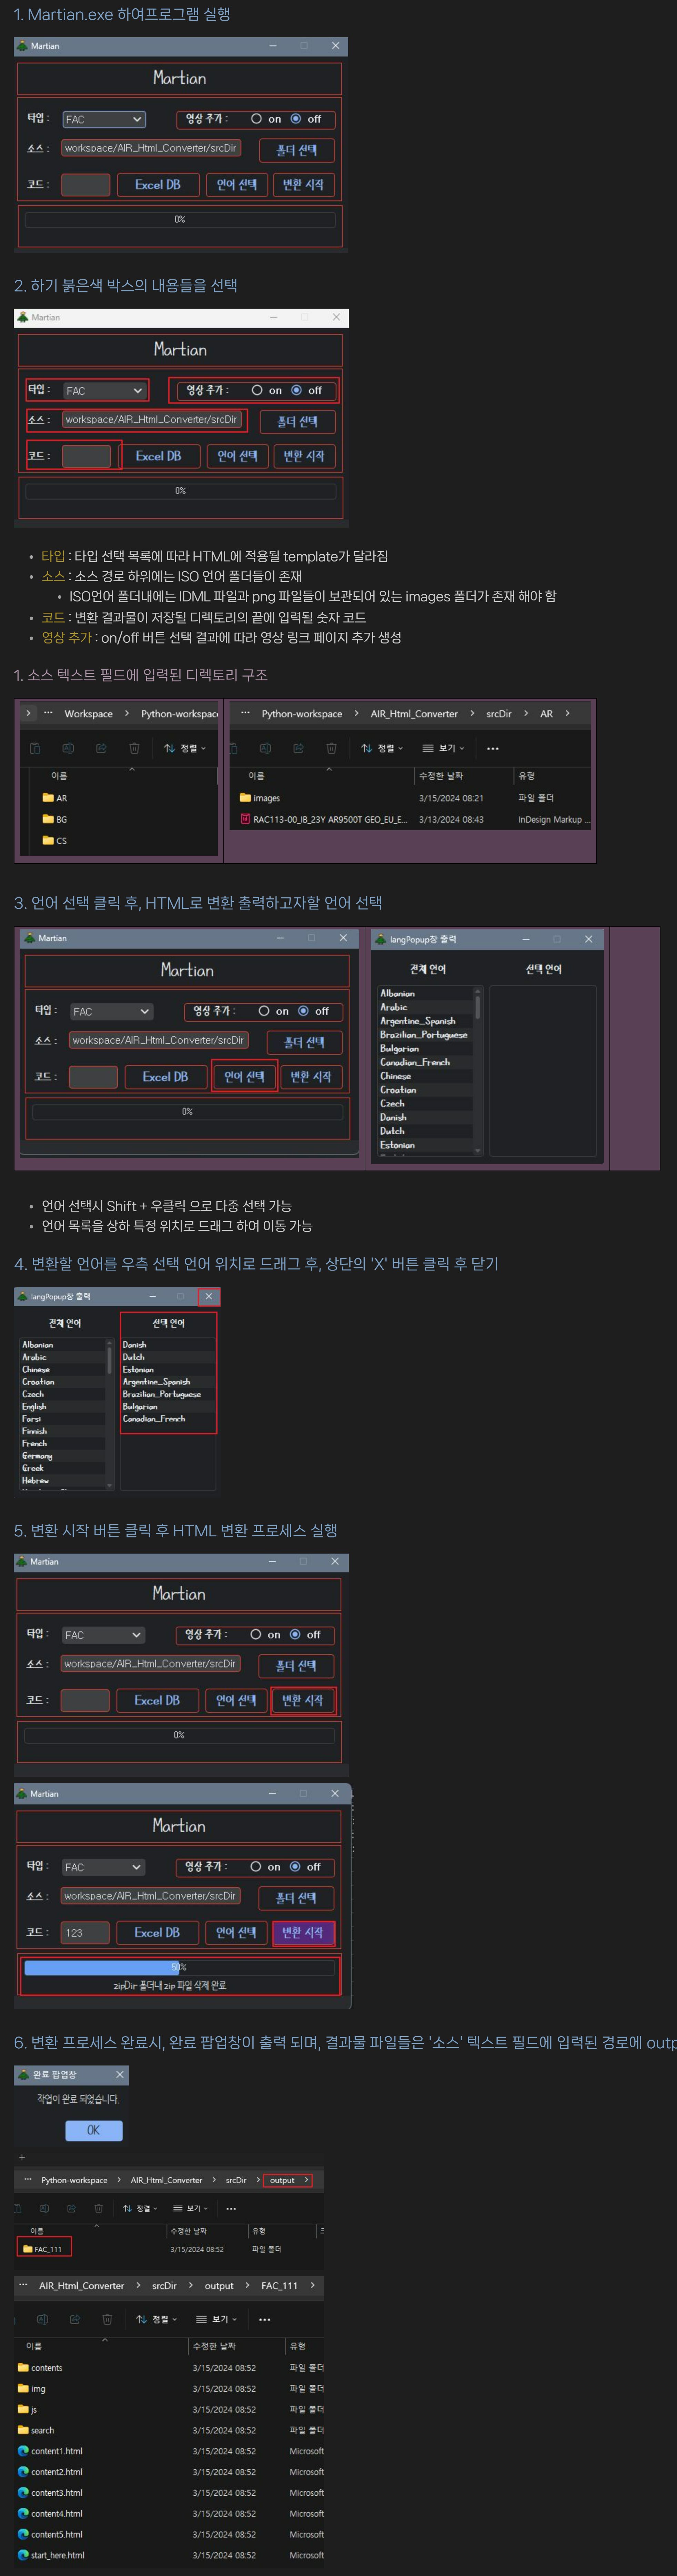 1. Martian.exe 하여프로그램 실행
Martian
Martian
타입 : FAC 영상 추가 : on off
소스 : workspace/AIR_Html_Converter/srcDir 폴더 선택
코드 : Excel DB 언어 선택 변환 시작
0%
2. 하기 붉은색 박스의 내용들을 선택
Martian
Martian
타입 : FAC 영상 추가 : on off
소스 : workspace/AIR_Html_Converter/srcDir 폴더 선택
코드 : Excel DB 언어 선택 변환 시작
0%
• 타입 : 타입 선택 목록에 따라 HTML에 적용될 template가 달라짐
• 소스 : 소스 경로 하위에는 ISO 언어 폴더들이 존재
• ISO언어 폴더내에는 IDML 파일과 png 파일들이 보관되어 있는 images 폴더가 존재 해야 함
• 코드 : 변환 결과물이 저장될 디렉토리의 끝에 입력될 숫자 코드
• 영상 추가 : on/off 버튼 선택 결과에 따라 영상 링크 페이지 추가 생성
1. 소스 텍스트 필드에 입력된 디렉토리 구조
> ··· Workspace > Python-workspac
정렬
이름
AR
BG
CS
··· Python-workspace > AIR_Html_Converter > srcDir > AR >
정렬 보기 ···
이름 수정한 날짜 유형
images 3/15/2024 08:21 파일 폴더
RAC113-00_IB_23Y AR9500T GEO_EU_E... 3/13/2024 08:43 InDesign Markup ...
3. 언어 선택 클릭 후, HTML로 변환 출력하고자할 언어 선택
Martian
Martian
타입 : FAC 영상 추가 : on off
소스 : workspace/AIR_Html_Converter/srcDir 폴더 선택
코드 : Excel DB 언어 선택 변환 시작
0%
langPopup창 출력
전체 언어 선택 언어
Albanian
Arabic
Argentine_Spanish
Brazilian_Portuguese
Bulgarian
Canadian_French
Chinese
Croatian
Czech
Danish
Dutch
Estonian
• 언어 선택시 Shift + 우클릭 으로 다중 선택 가능
• 언어 목록을 상하 특정 위치로 드래그 하여 이동 가능
4. 변환할 언어를 우측 선택 언어 위치로 드래그 후, 상단의 'X' 버튼 클릭 후 닫기
langPopup창 출력
전체 언어 선택 언어
Albanian Danish
Arabic Dutch
Chinese Estonian
Croatian Argentine_Spanish
Czech Brazilian_Portuguese
English Bulgarian
Farsi Canadian_French
Finnish
French
Germany
Greek
Hebrew
5. 변환 시작 버튼 클릭 후 HTML 변환 프로세스 실행
Martian
Martian
타입 : FAC 영상 추가 : on off
소스 : workspace/AIR_Html_Converter/srcDir 폴더 선택
코드 : Excel DB 언어 선택 변환 시작
0%
Martian
Martian
타입 : FAC 영상 추가 : on off
소스 : workspace/AIR_Html_Converter/srcDir 폴더 선택
코드 : 123 Excel DB 언어 선택 변환 시작
50%
zipDir 폴더내 zip 파일 삭제 완료
6. 변환 프로세스 완료시, 완료 팝업창이 출력 되며, 결과물 파일들은 '소스' 텍스트 필드에 입력된 경로에 outp
완료 팝업창
작업이 완료 되었습니다.
OK
+
··· Python-workspace > AIR_Html_Converter > srcDir > output >
정렬 보기 ···
이름 수정한 날짜 유형
FAC_111 3/15/2024 08:52 파일 폴더
··· AIR_Html_Converter > srcDir > output > FAC_111 >
정렬 보기 ···
이름 수정한 날짜 유형
contents 3/15/2024 08:52 파일 폴더
img 3/15/2024 08:52 파일 폴더
js 3/15/2024 08:52 파일 폴더
search 3/15/2024 08:52 파일 폴더
content1.html 3/15/2024 08:52 Microsoft
content2.html 3/15/2024 08:52 Microsoft
content3.html 3/15/2024 08:52 Microsoft
content4.html 3/15/2024 08:52 Microsoft
content5.html 3/15/2024 08:52 Microsoft
start_here.html 3/15/2024 08:52 Microsoft